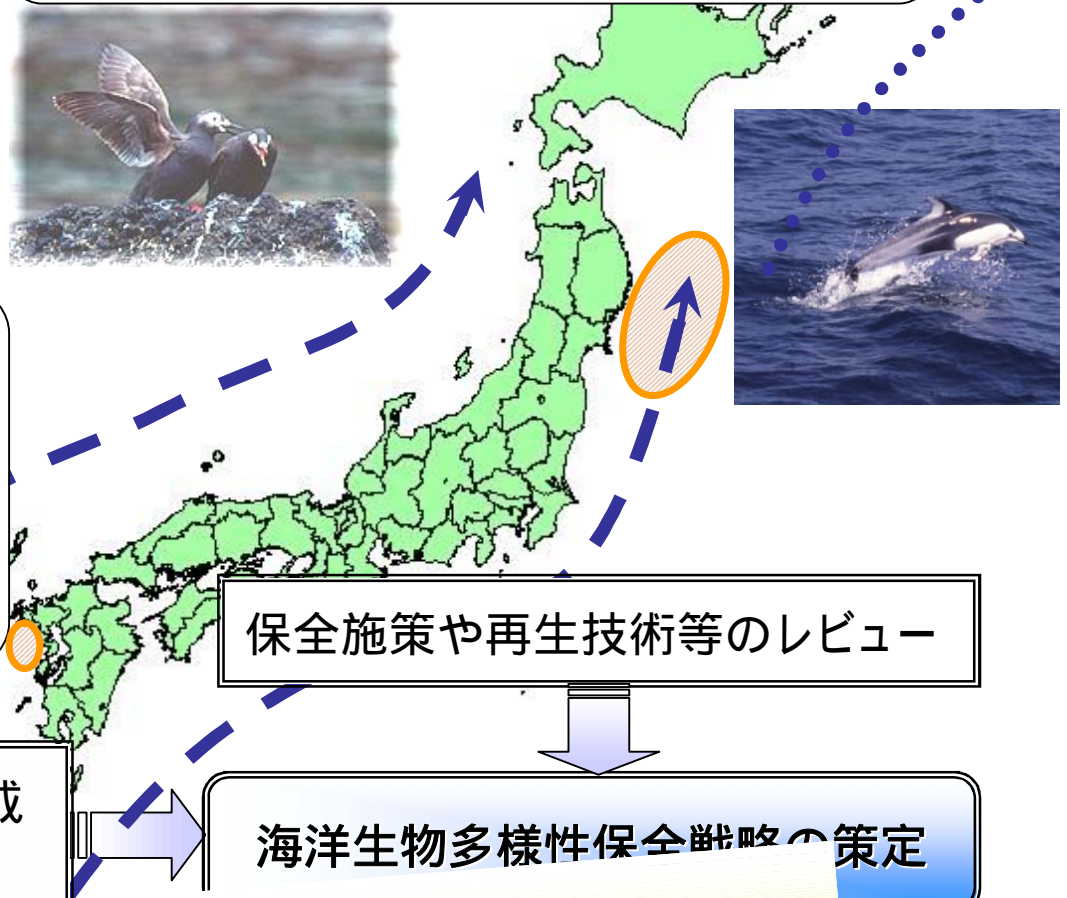 保全施策や再生技術等のレビュー
成
海洋生物多様性保全戦略の策定